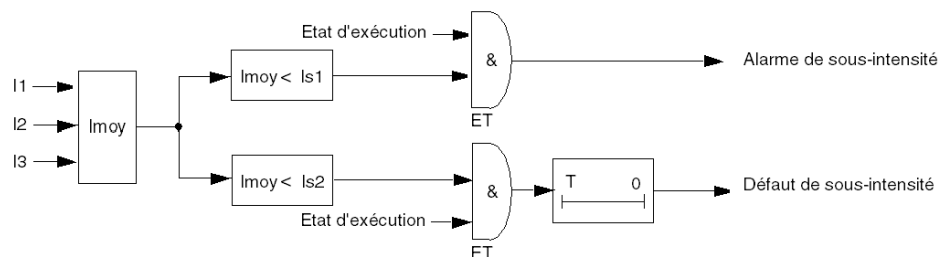 Etat d'exécution
&
Imoy < Is1
Alarme de sous-intensité
I1
I2
I3
Imoy
ET
Imoy < Is2
&
T 0
Défaut de sous-intensité
Etat d'exécution
ET